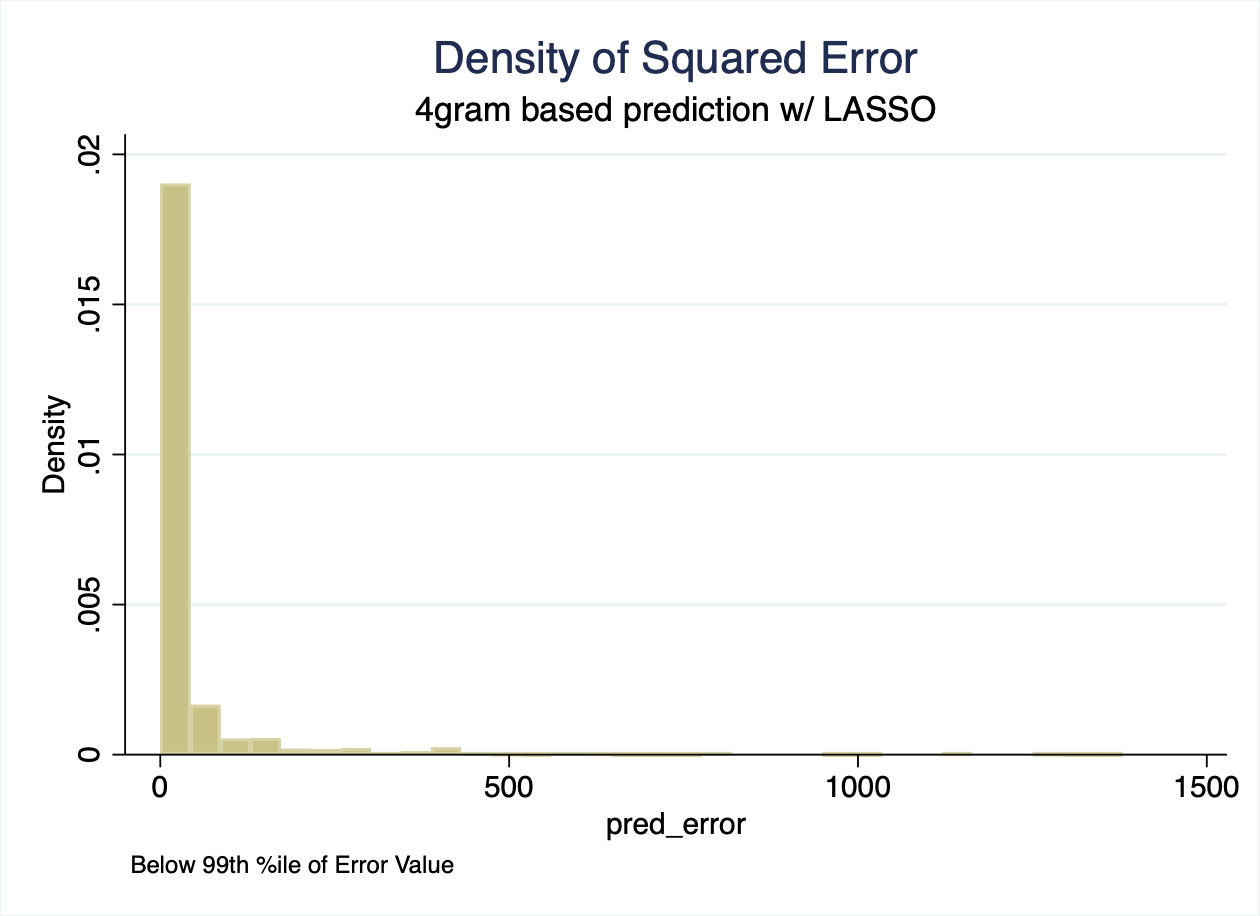 Density of Squared Error
4gram based prediction w/ LASSO
.02
.015
.01
.005
0
Density
0 500 1000 1500
pred_error
Below 99th %ile of Error Value